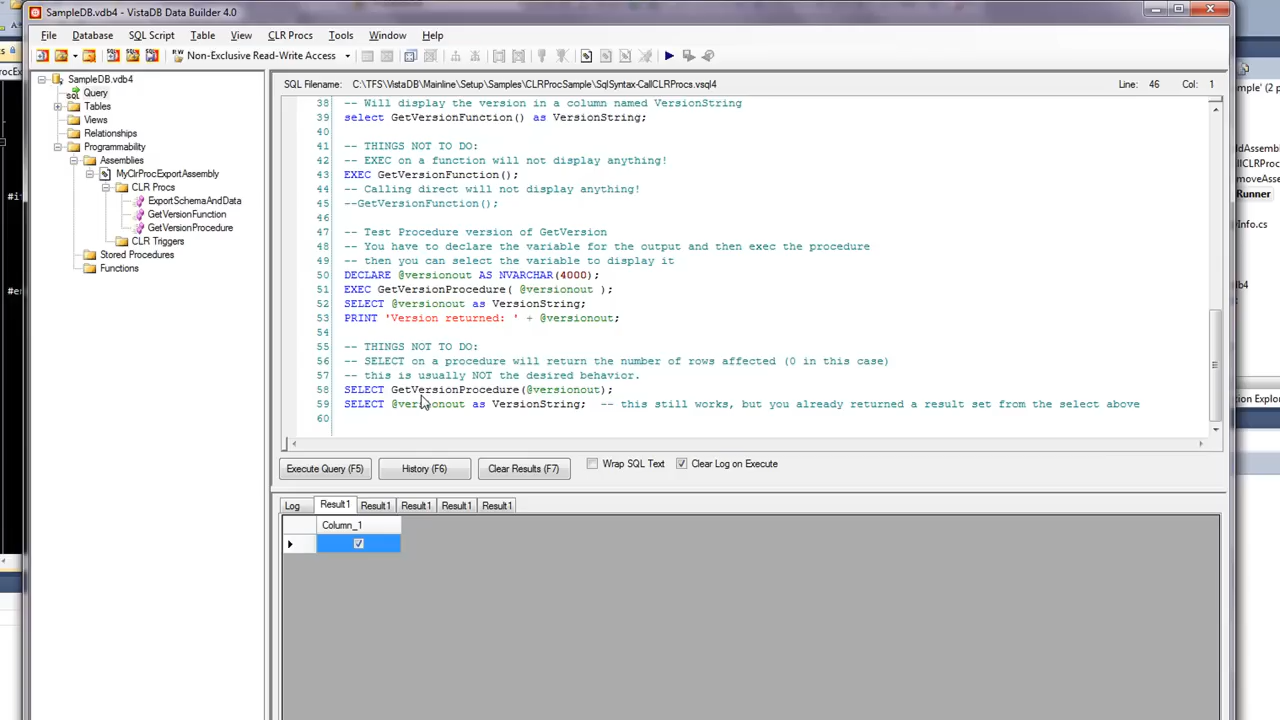 SampleDB.vdb4 - VistaDB Data Builder 4.0
File Database SQL Script View Table CLR Procs Tools Window Help
Non-Exclusive Read-Write Access
SampleDB.vdb4
Query
Tables
Views
Relationships
Programmability
Assemblies
MyClrProcExportAssembly
CLR Procs
ExportSchemaAndData
GetVersionFunction
GetVersionProcedure
CLR Triggers
Stored Procedures
Functions
SQL Filename: C:\TFS\VistaDB\Mainline\Setup\Samples\CLRProcSample\SqlSyntax-CallCLRProcs.vsql4 Line: 46 Col: 1
38 -- Will display the version in a column named VersionString
39 select GetVersionFunction() as VersionString;
40
41 -- THINGS NOT TO DO:
42 -- EXEC on a function will not display anything!
43 EXEC GetVersionFunction();
44 -- Calling direct will not display anything!
45 --GetVersionFunction();
46
47 -- Test Procedure version of GetVersion
48 -- You have to declare the variable for the output and then exec the procedure
49 -- then you can select the variable to display it
50 DECLARE @versionout AS NVARCHAR(4000);
51 EXEC GetVersionProcedure( @versionout );
52 SELECT @versionout as VersionString;
53 PRINT 'Version returned: ' + @versionout;
54
55 -- THINGS NOT TO DO:
56 -- SELECT on a procedure will return the number of rows affected (0 in this case)
57 -- this is usually NOT the desired behavior.
58 SELECT GetVersionProcedure(@versionout);
59 SELECT @versionout as VersionString; -- this still works, but you already returned a result set from the select above
60
Execute Query (F5) History (F6) Clear Results (F7) Wrap SQL Text Clear Log on Execute
Log Result1 Result1 Result1 Result1 Result1
Column_1
Runner